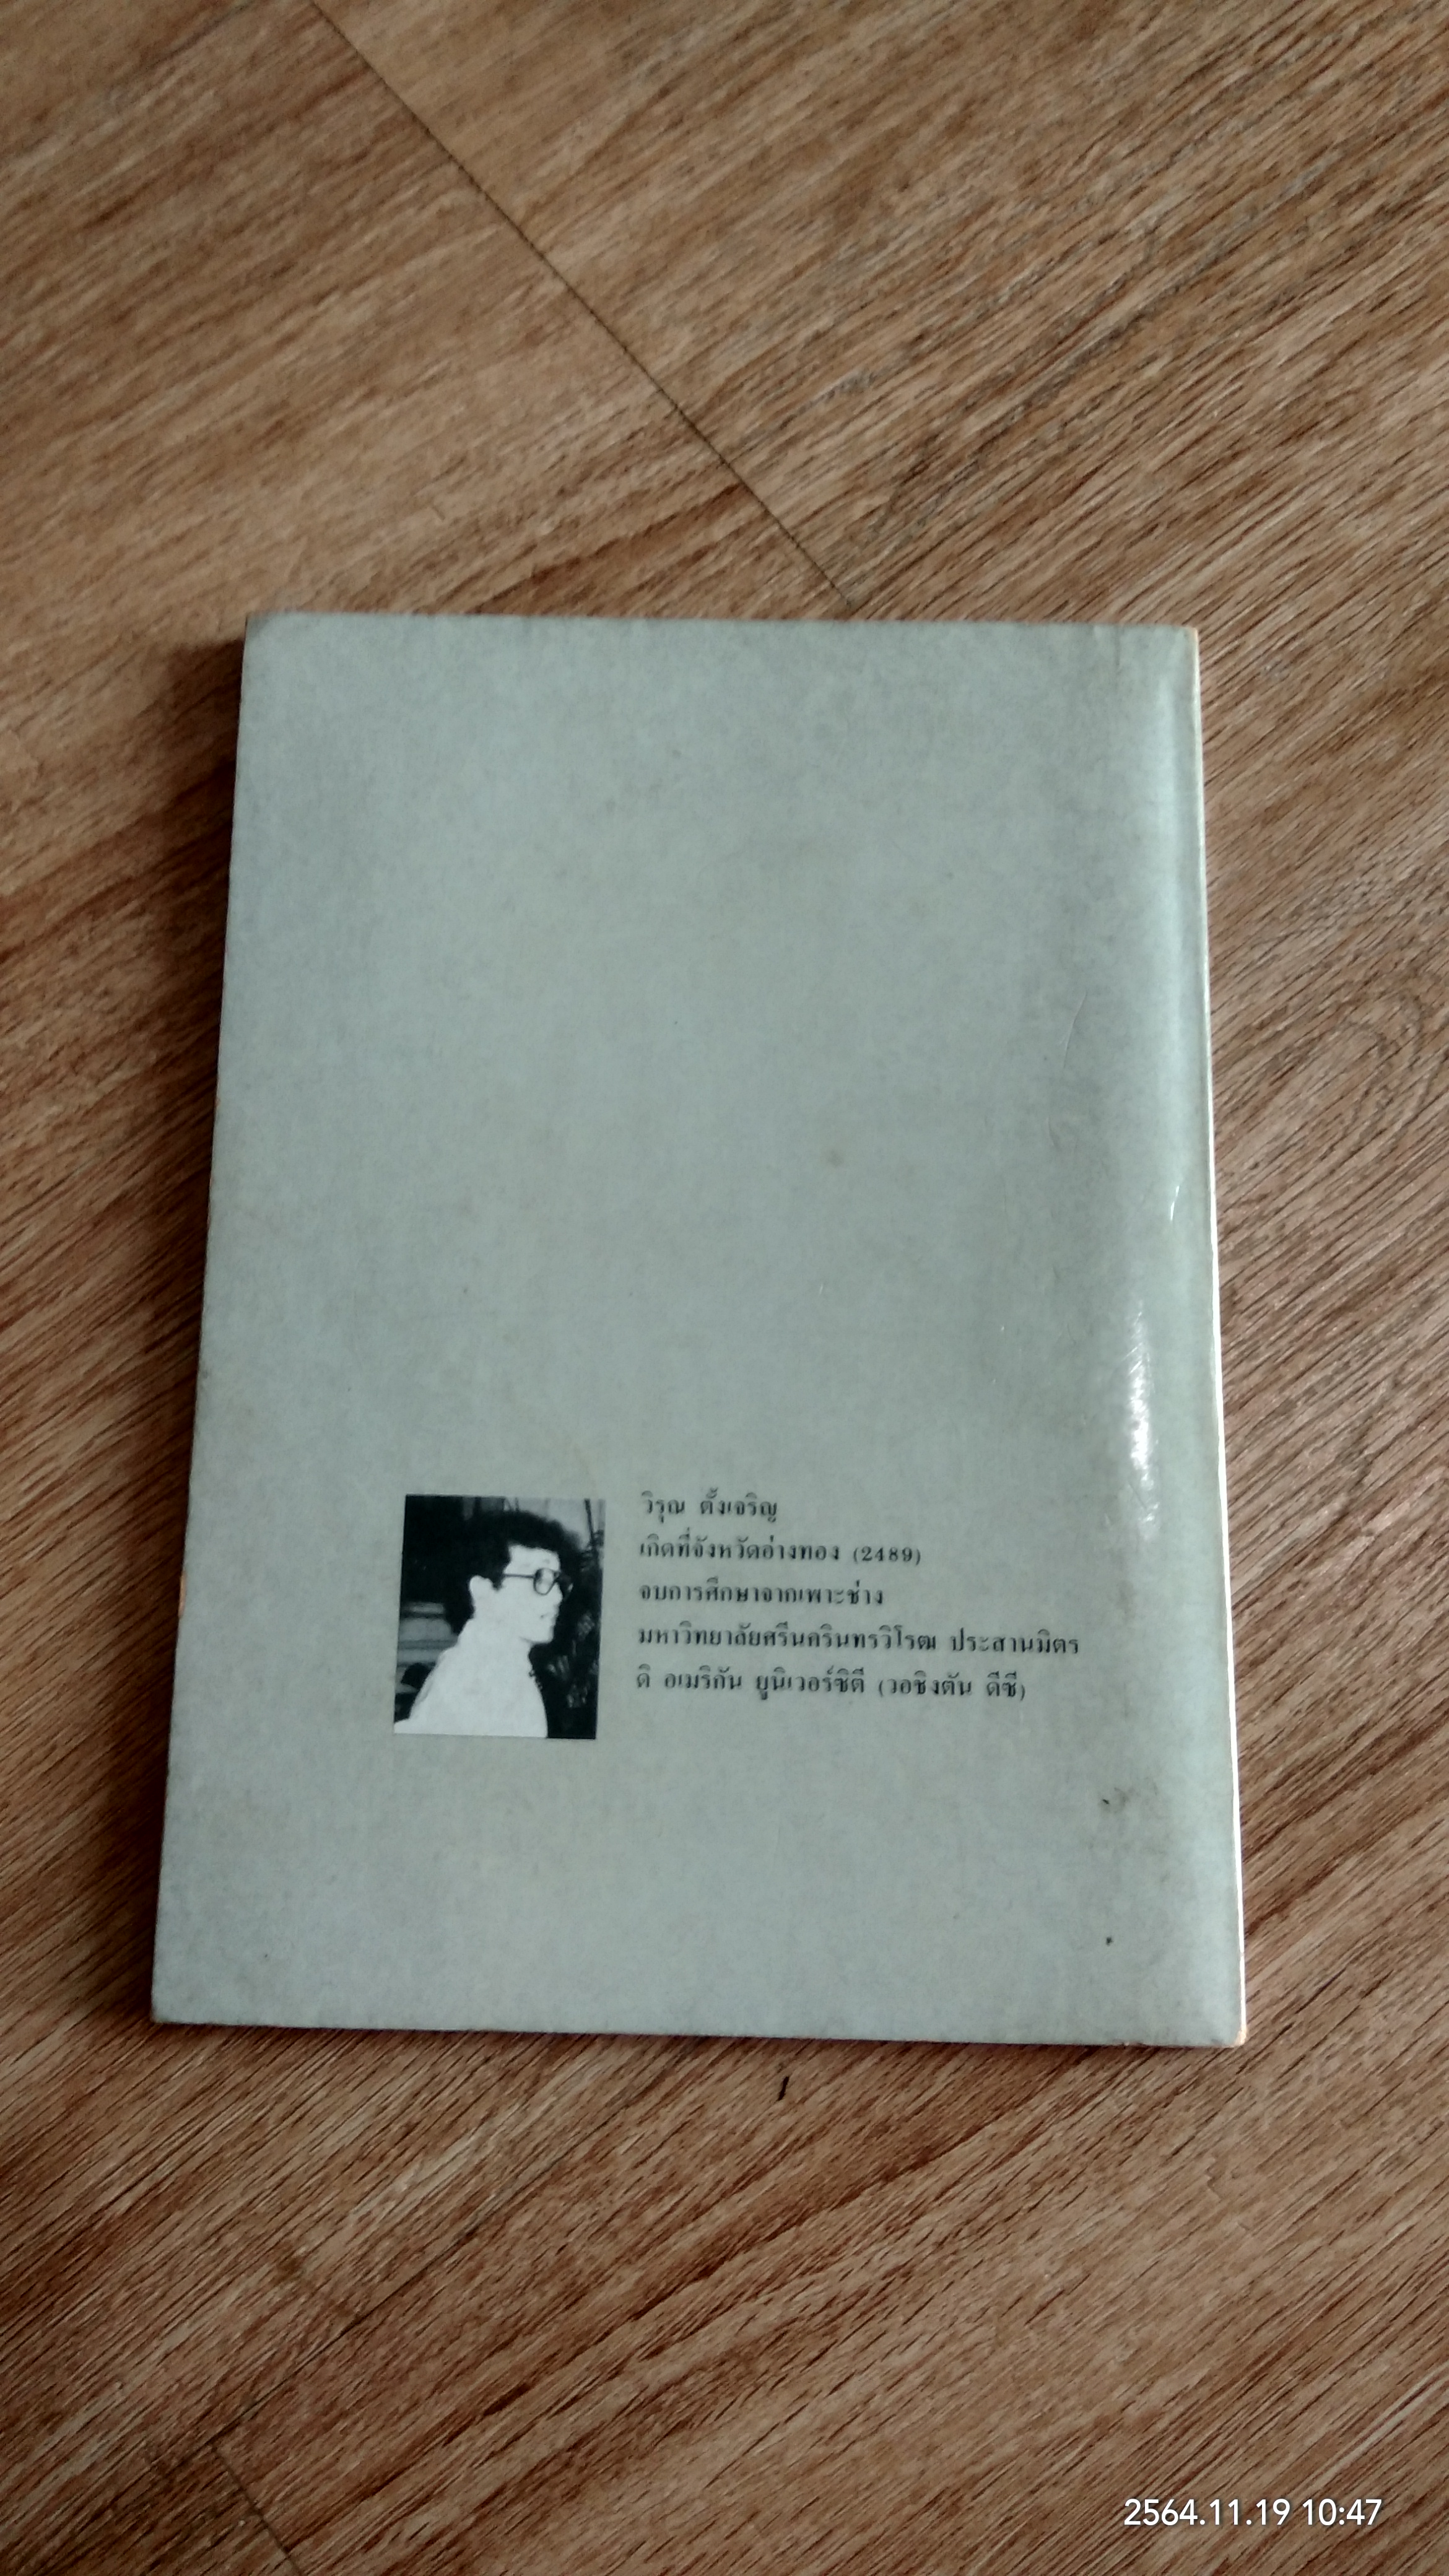 วิรุณ ตั้งเจริญ
เกิดที่จังหวัดอ่างทอง (2489)
จบการศึกษาจากเพาะช่าง
มหาวิทยาลัยศรีนครินทรวิโรฒ ประสานมิตร
ดิ อเมริกัน ยูนิเวอร์ซิตี (วอชิงตัน ดีซี)
2564.11.19 10:47